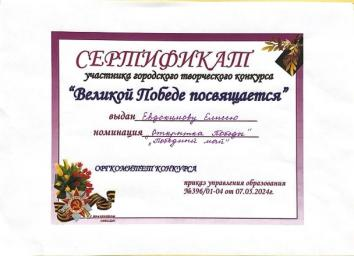 СЕРТИФИКАТ
участника городского творческого конкурса
"Великой Победе посвящается"
выдан Евдокимову Елисею
номинация "Открытка Победы"
"Победный май"
ОРГКОМИТЕТ КОНКУРСА
приказ управления образования
№396/01-04 от 07.05.2024г.